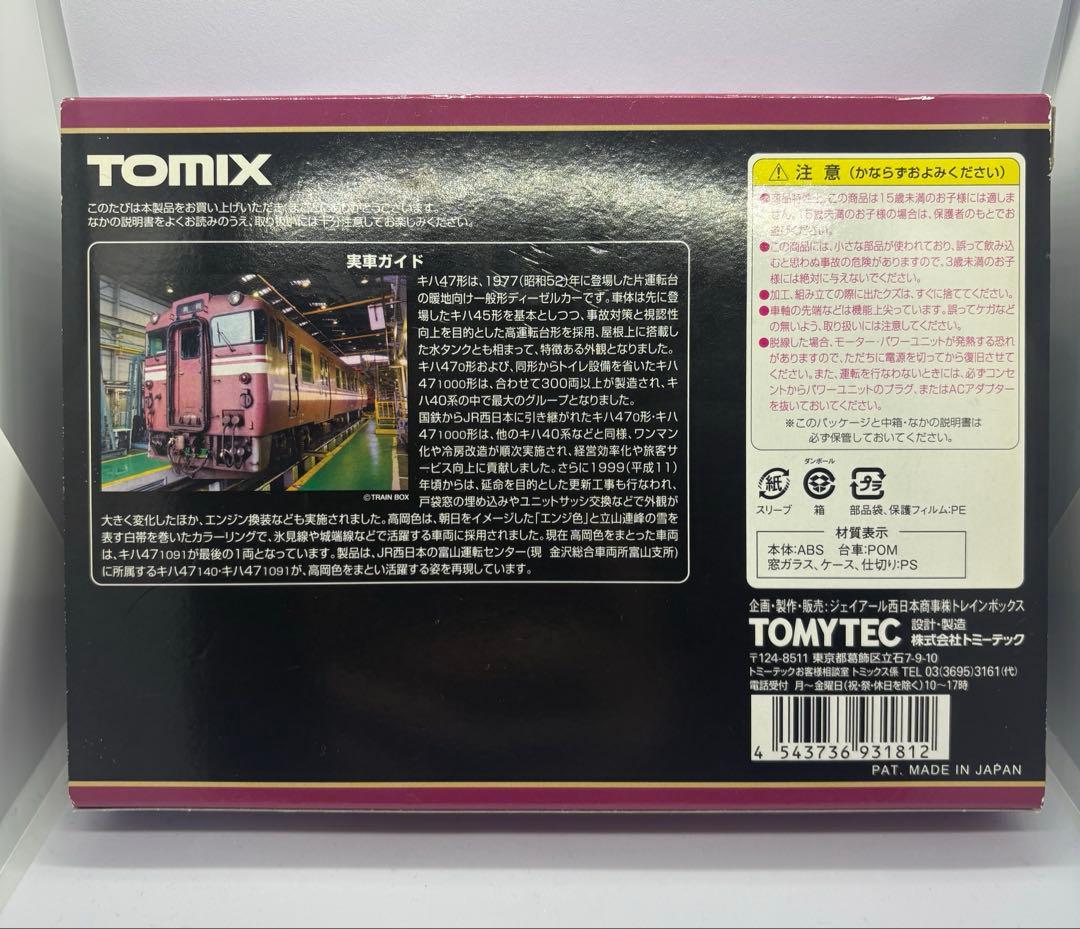 TOMIX
このたびは本製品をお買い上げいただき、まことにありがとうございます。
なかの説明書をよくお読みのうえ、取り扱いには十分注意してお楽しみください。
実車ガイド
キハ47形は、1977(昭和52)年に登場した片運転台
の暖地向け一般形ディーゼルカーです。車体は先に登
場したキハ45形を基本としつつ、事故対策と視認性
向上を目的とした高運転台形を採用、屋根上に搭載し
た水タンクとも相まって、特徴ある外観となりました。
キハ470形および、同形からトイレ設備を省いたキハ
471000形は、合わせて300両以上が製造され、キ
ハ40系の中で最大のグループとなりました。
国鉄からJR西日本に引き継がれたキハ470形・キハ
471000形は、他のキハ40系などと同様、ワンマン
化や冷房改造が順次実施され、経営効率化や旅客サ
ービス向上に貢献しました。さらに1999(平成11)
年頃からは、延命を目的とした更新工事も行なわれ、
戸袋窓の埋め込みやユニットサッシ交換などで外観が
©TRAIN BOX
大きく変化したほか、エンジン換装なども実施されました。高岡色は、朝日をイメージした「エンジ色」と立山連峰の雪を
表す白帯を巻いたカラーリングで、氷見線や城端線などで活躍する車両に採用されました。現在 高岡色をまとった車両
は、キハ471091が最後の1両となっています。製品は、JR西日本の富山運転センター(現 金沢総合車両所富山支所)
に所属するキハ47140・キハ471091が、高岡色をまとい活躍する姿を再現しています。
注意(かならずおよみください)
この商品は15歳未満のお子様には適しま
せん。15歳未満のお子様の場合は、保護者のもとでお
遊びください。
●この商品には、小さな部品が使われており、誤って飲み込
むと思わぬ事故の危険がありますので、3歳未満のお子
様には絶対に与えないでください。
●加工、組み立ての際に出たクズは、すぐに捨ててください。
●車軸の先端などは機能上尖っています。誤ってケガなど
の無いよう、取り扱いには注意してください。
●脱線した場合、モーター・パワーユニットが発熱する恐れ
がありますので、ただちに電源を切ってから復旧させて
ください。また、運転を行なわないときには、必ずコンセ
ントからパワーユニットのプラグ、またはACアダプター
を抜いておいてください。
※このパッケージと中箱・なかの説明書は
必ず保管しておいてください。
ダンボール
紙 プラ
スリーブ 箱 部品袋、保護フィルム:PE
材質表示
本体:ABS 台車:POM
窓ガラス、ケース、仕切り:PS
企画・製作・販売:ジェイアール西日本商事㈱トレインボックス
TOMYTEC 設計・製造
株式会社トミーテック
〒124-8511 東京都葛飾区立石7-9-10
トミーテックお客様相談室 トミックス係 TEL 03(3695)3161(代)
電話受付 月～金曜日(祝・祭・休日を除く)10～17時
4 543736 931812
PAT. MADE IN JAPAN